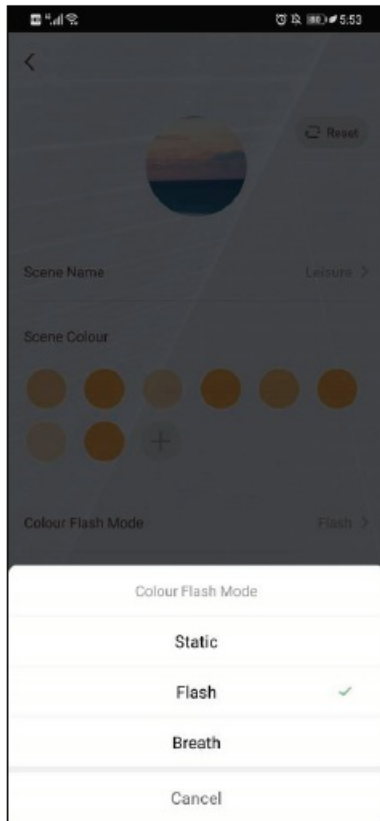 5:53
Reset
Scene Name Leisure
Scene Colour
Colour Flash Mode Flash
Colour Flash Mode
Static
Flash
Breath
Cancel